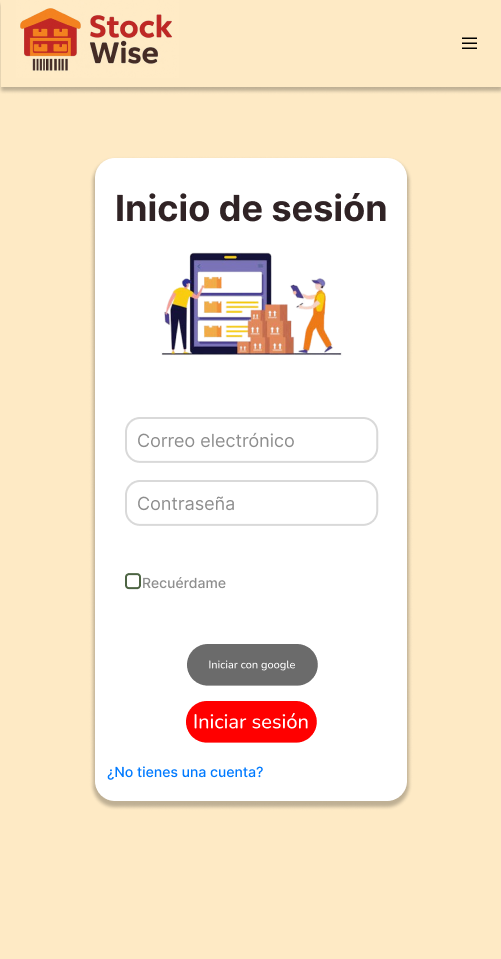 Stock
Wise
Inicio de sesión
Correo electrónico
Contraseña
Recuérdame
Iniciar con google
Iniciar sesión
¿No tienes una cuenta?